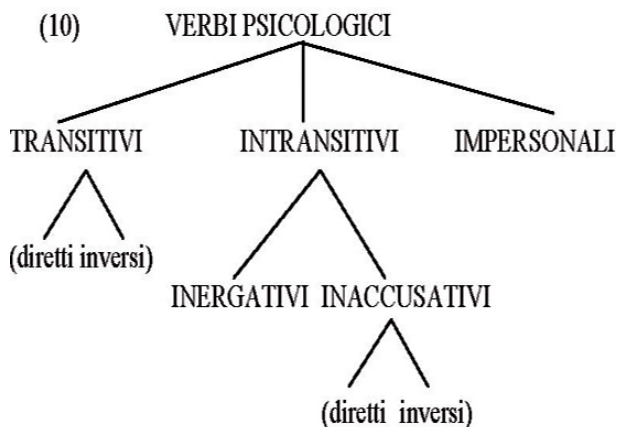 (10) VERBI PSICOLOGICI
TRANSITIVI INTRANSITIVI IMPERSONALI
(diretti inversi)
INERGATIVI INACCUSATIVI
(diretti inversi)